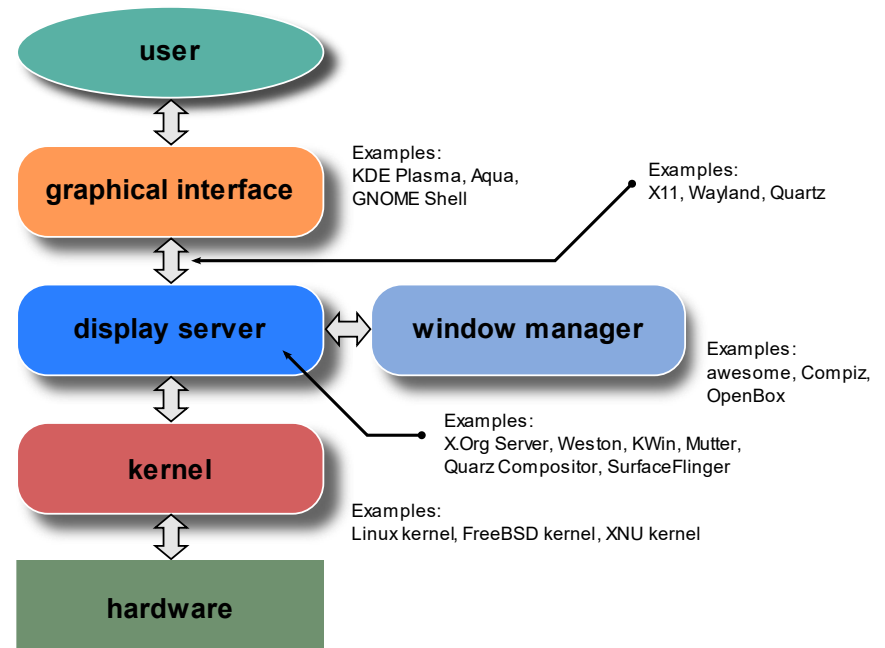 user
graphical interface
Examples:
KDE Plasma, Aqua,
GNOME Shell
Examples:
X11, Wayland, Quartz
display server
window manager
Examples:
awesome, Compiz,
OpenBox
Examples:
X.Org Server, Weston, KWin, Mutter,
Quarz Compositor, SurfaceFlinger
kernel
Examples:
Linux kernel, FreeBSD kernel, XNU kernel
hardware